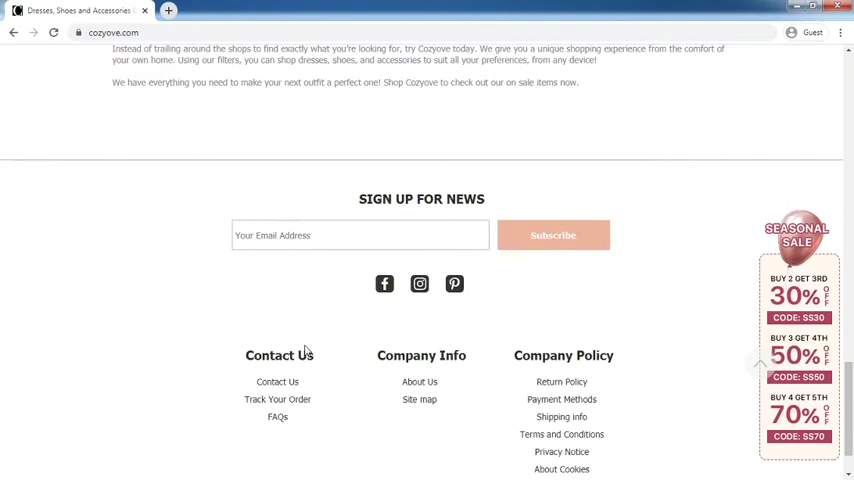 Dresses, Shoes and Accessories
cozyove.com
Guest
Instead of trailing around the shops to find exactly what you're looking for, try Cozyove today. We give you a unique shopping experience from the comfort of
your own home. Using our filters, you can shop dresses, shoes, and accessories to suit all your preferences, from any device!
We have everything you need to make your next outfit a perfect one! Shop Cozyove to check out our on sale items now.
SIGN UP FOR NEWS
Your Email Address
Subscribe
Contact Us
Contact Us
Track Your Order
FAQs
Company Info
About Us
Site map
Company Policy
Return Policy
Payment Methods
Shipping info
Terms and Conditions
Privacy Notice
About Cookies
SEASONAL
SALE
BUY 2 GET 3RD
30% OFF
CODE: SS30
BUY 3 GET 4TH
50% OFF
CODE: SS50
BUY 4 GET 5TH
70% OFF
CODE: SS70